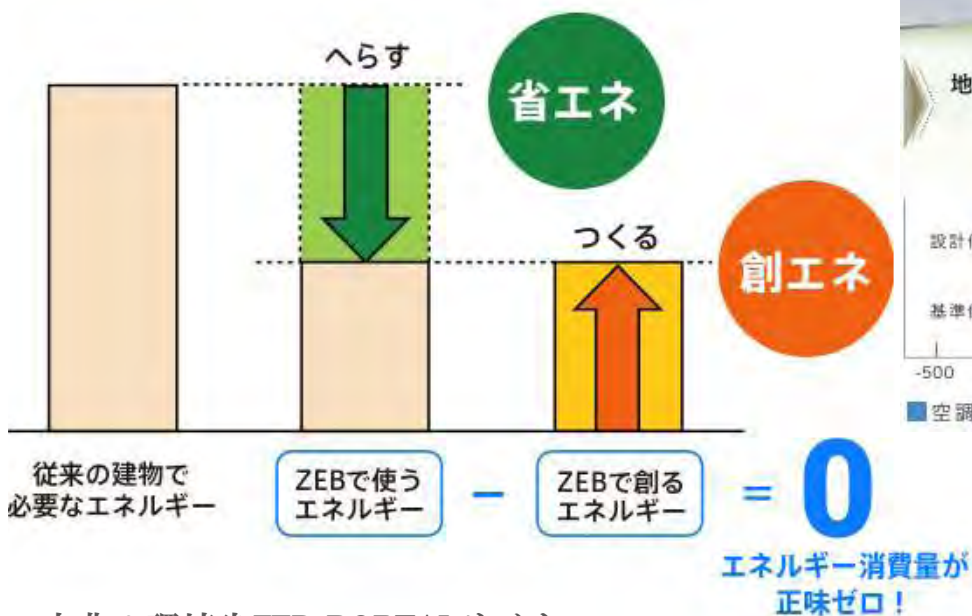 へらす
省エネ
つくる
創エネ
従来の建物で
必要なエネルギー
ZEBで使う
エネルギー
−
ZEBで創る
エネルギー
= 0
エネルギー消費量が
正味ゼロ！
地
設計
基準
-500
空調